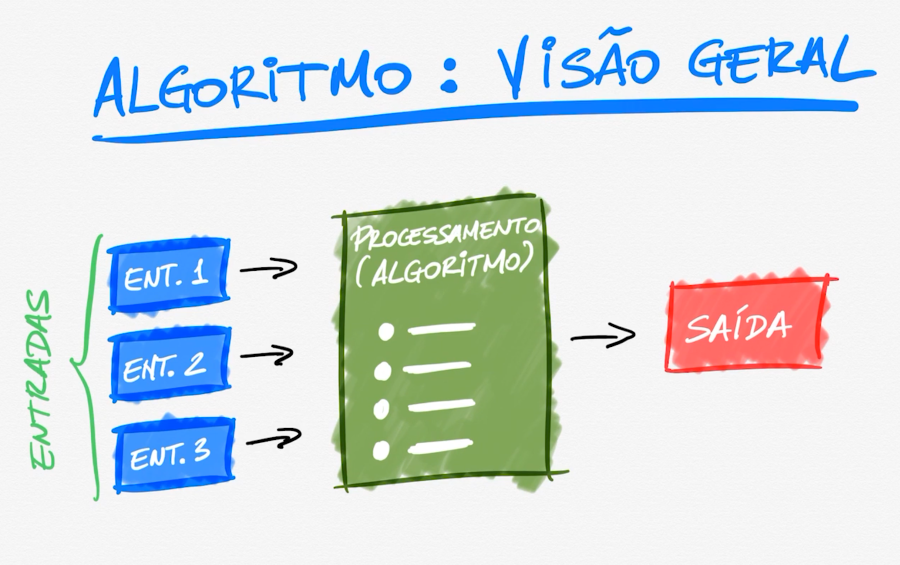 ALGORITMO : VISÃO GERAL
ENTRADAS
ENT. 1
ENT. 2
ENT. 3
PROCESSAMENTO
(ALGORITMO)
SAÍDA